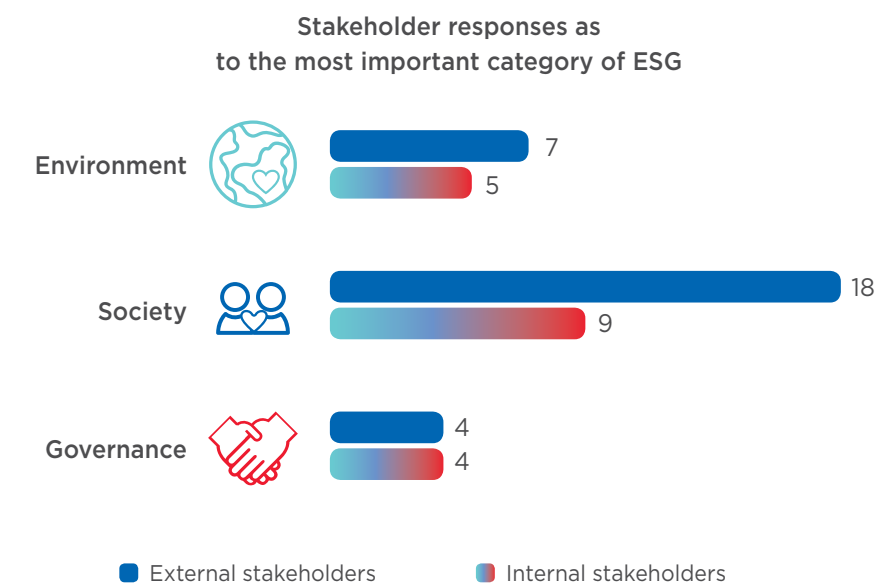 Stakeholder responses as
to the most important category of ESG
Environment
7
5
Society
18
9
Governance
4
4
External stakeholders
Internal stakeholders